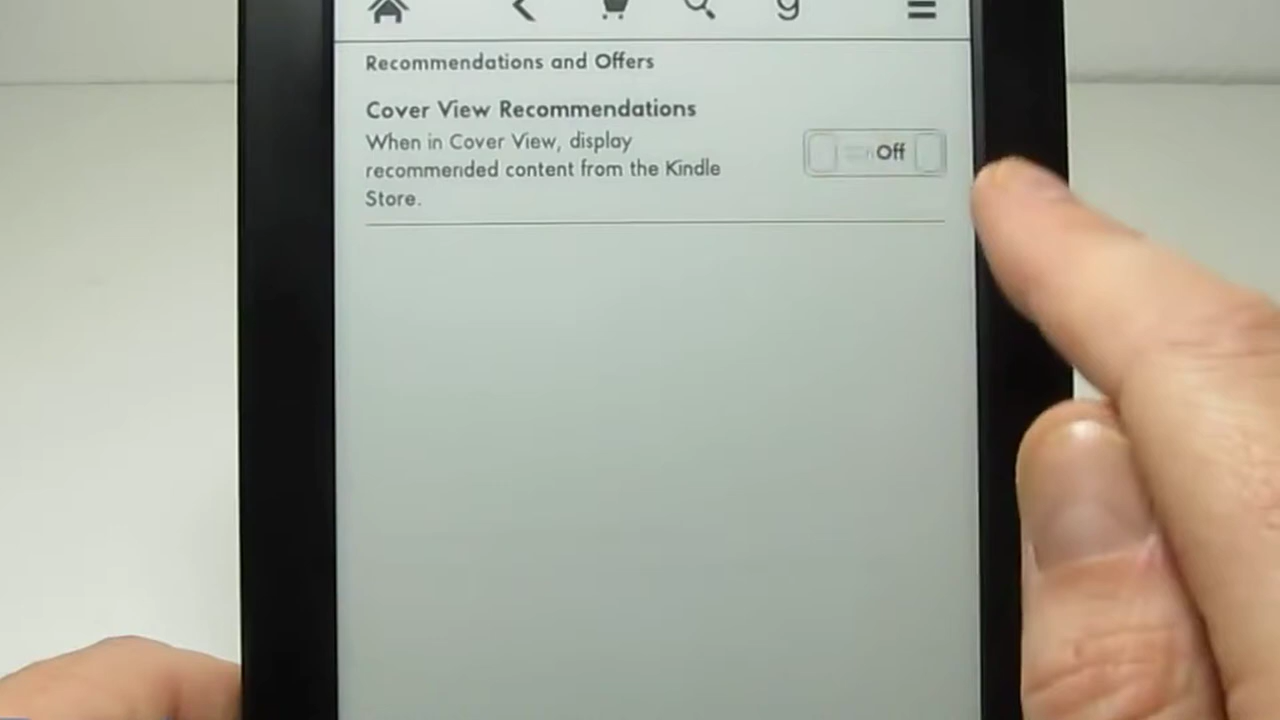 g
Recommendations and Offers
Cover View Recommendations
When in Cover View, display
recommended content from the Kindle
Store.
Off